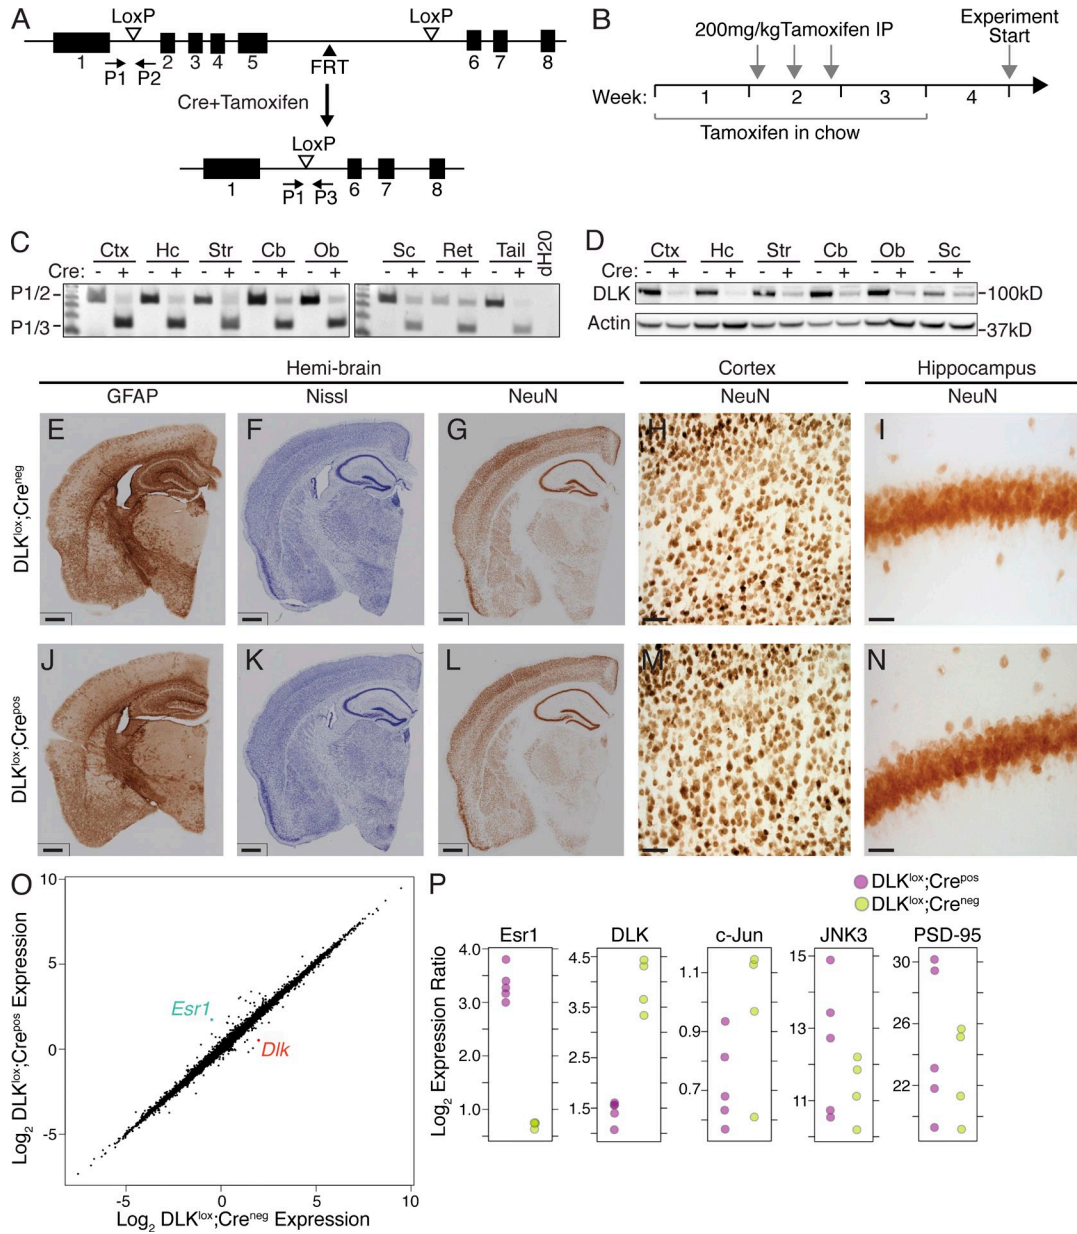 A
LoxP LoxP
1 2 3 4 5 6 7 8
P1 P2 FRT
Cre+Tamoxifen
LoxP
1 6 7 8
P1 P3
B
200mg/kgTamoxifen IP Experiment Start
Week: 1 2 3 4
Tamoxifen in chow
C
Ctx Hc Str Cb Ob Sc Ret Tail dH20
Cre: - + - + - + - + - + - + - + - +
P1/2
P1/3
D
Ctx Hc Str Cb Ob Sc
Cre: - + - + - + - + - + - +
DLK -100kD
Actin -37kD
Hemi-brain Cortex Hippocampus
GFAP Nissl NeuN NeuN NeuN
DLKlox;Creneg
E F G H I
DLKlox;Crepos
J K L M N
O
Log2 DLKlox;Crepos Expression
10
5
0
-5
Esr1
Dlk
-5 0 5 10
Log2 DLKlox;Creneg Expression
P
DLKlox;Crepos
DLKlox;Creneg
Log2 Expression Ratio
Esr1
4.0
3.0
2.0
1.0
DLK
4.5
3.5
2.5
1.5
c-Jun
1.1
0.9
0.7
JNK3
15
13
11
PSD-95
30
26
22